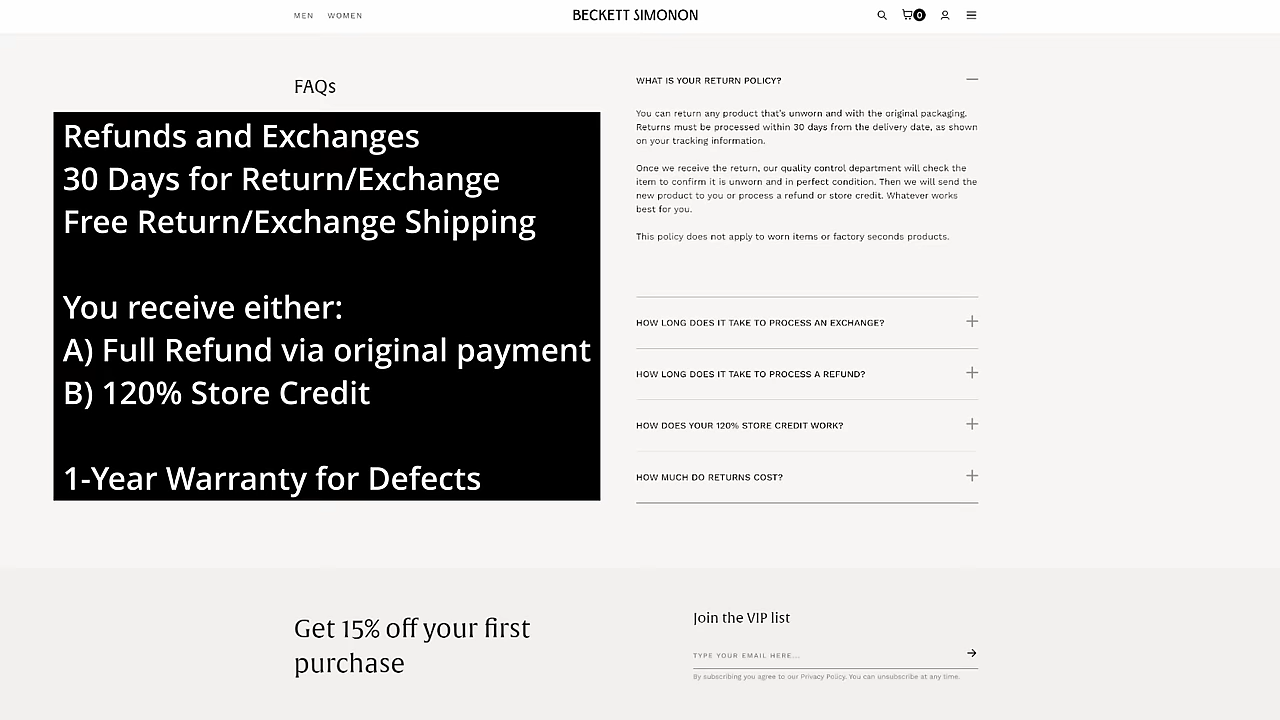 MEN WOMEN BECKETT SIMONON 0
FAQs
Refunds and Exchanges
30 Days for Return/Exchange
Free Return/Exchange Shipping
You receive either:
A) Full Refund via original payment
B) 120% Store Credit
1-Year Warranty for Defects
WHAT IS YOUR RETURN POLICY?
You can return any product that's unworn and with the original packaging.
Returns must be processed within 30 days from the delivery date, as shown
on your tracking information.
Once we receive the return, our quality control department will check the
item to confirm it is unworn and in perfect condition. Then we will send the
new product to you or process a refund or store credit. Whatever works
best for you.
This policy does not apply to worn items or factory seconds products.
HOW LONG DOES IT TAKE TO PROCESS AN EXCHANGE?
HOW LONG DOES IT TAKE TO PROCESS A REFUND?
HOW DOES YOUR 120% STORE CREDIT WORK?
HOW MUCH DO RETURNS COST?
Get 15% off your first
purchase
Join the VIP list
TYPE YOUR EMAIL HERE...
By subscribing you agree to our Privacy Policy. You can unsubscribe at any time.